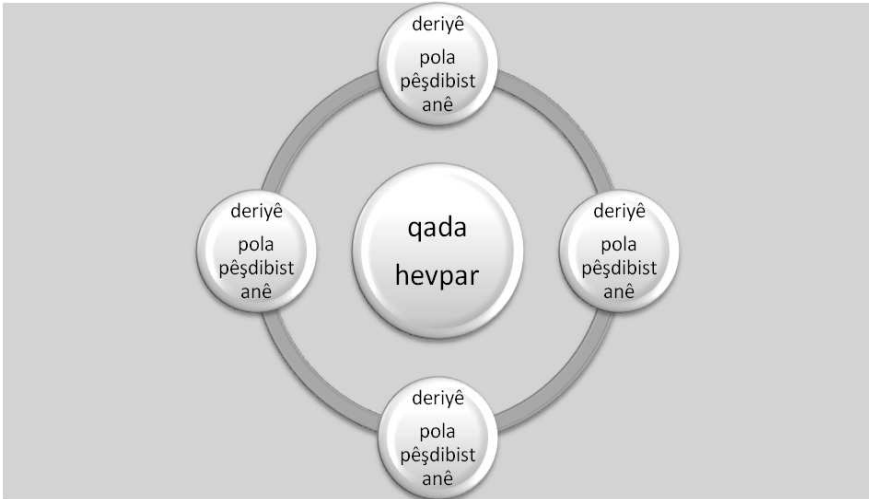 deriyê
pola
pêşdibist
anê
deriyê
pola
pêşdibist
anê
qada
hevpar
deriyê
pola
pêşdibist
anê
deriyê
pola
pêşdibist
anê